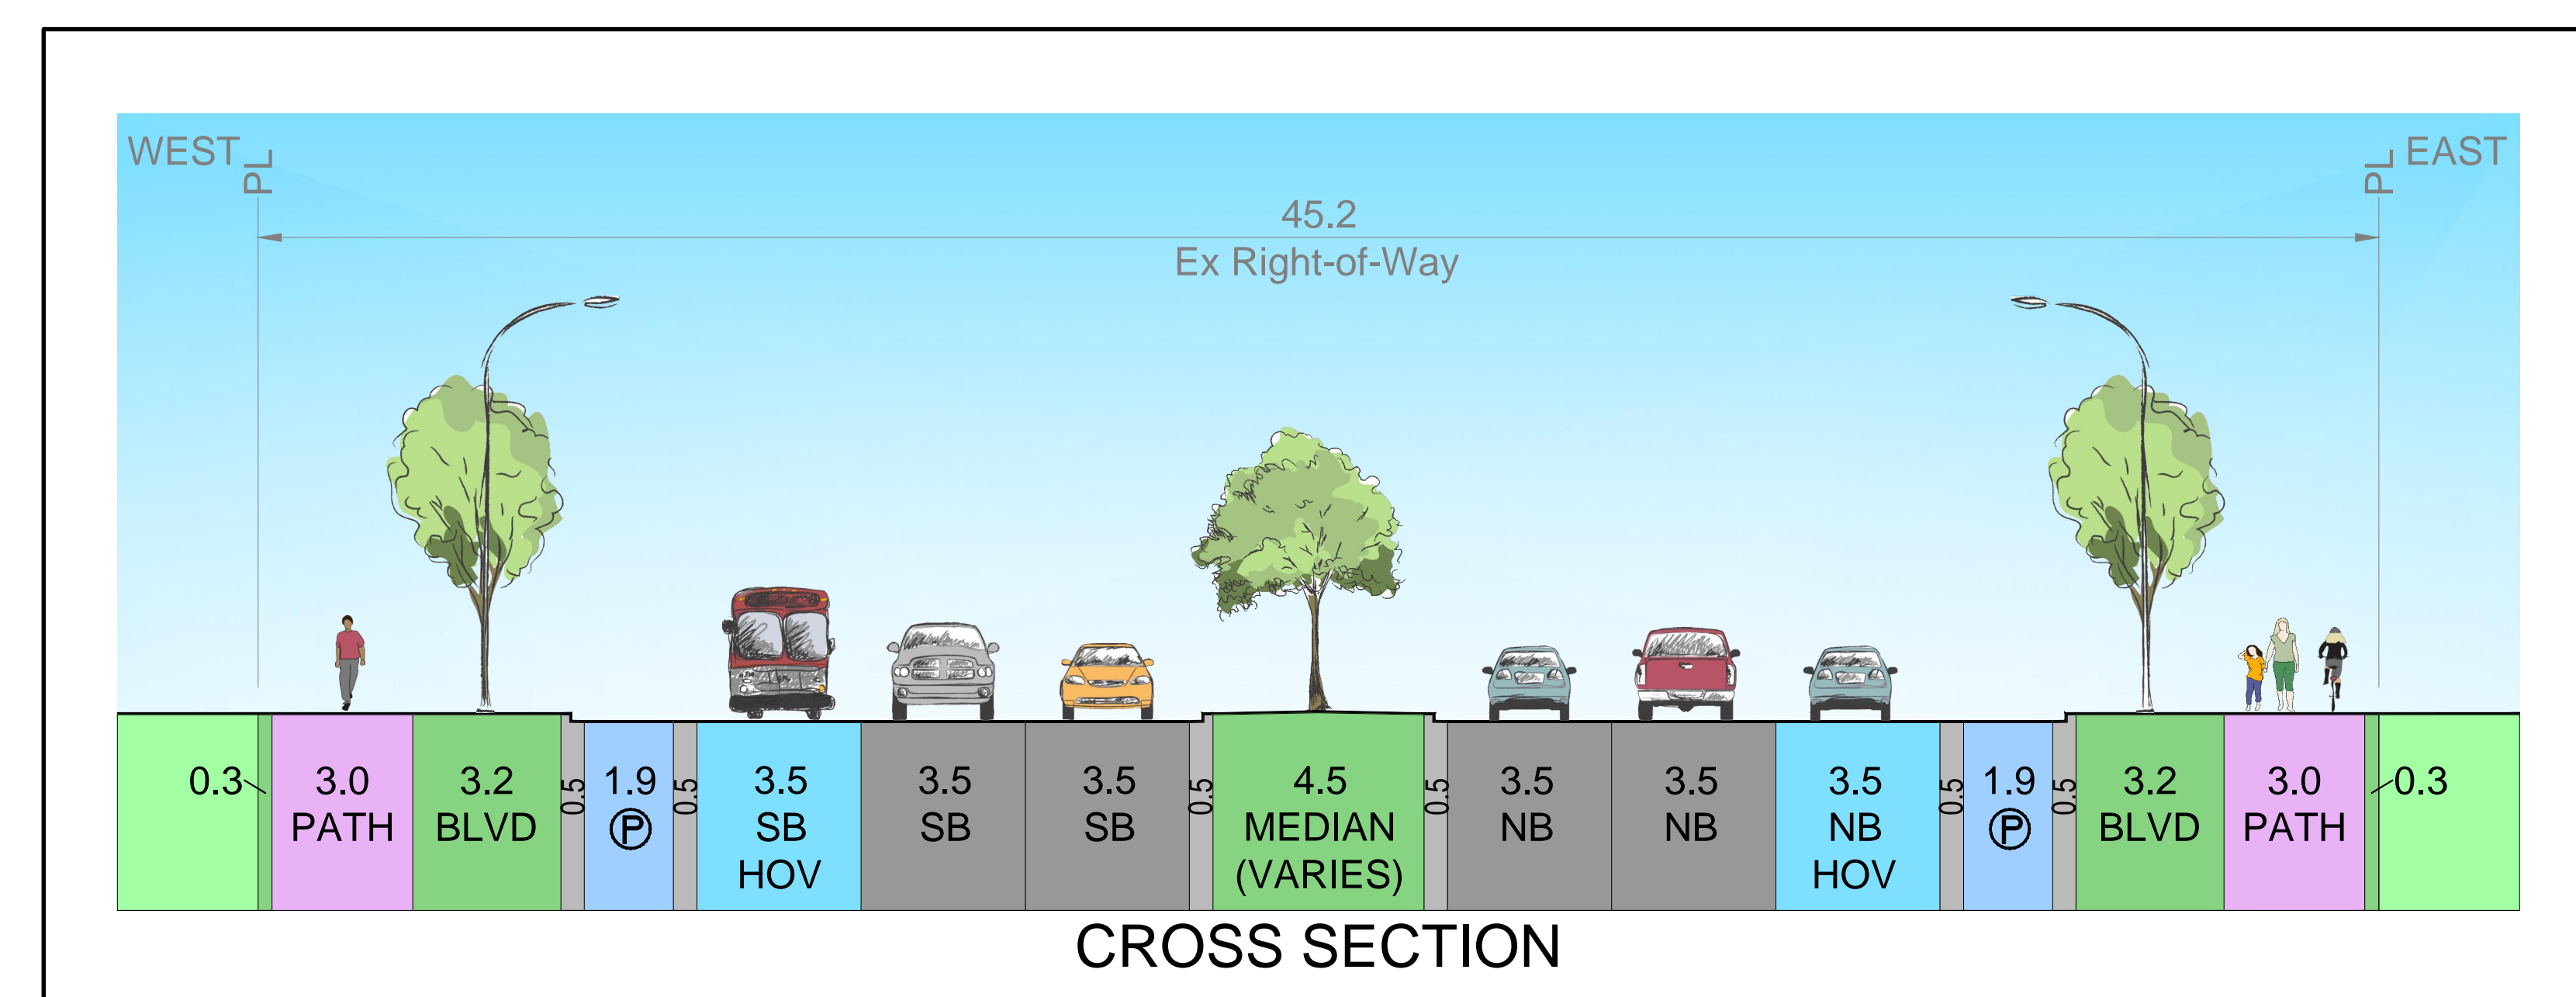 WEST
PL
PL
EAST
45.2
Ex Right-of-Way
0.3
3.0
PATH
3.2
BLVD
0.5
1.9
P
0.5
3.5
SB
HOV
3.5
SB
3.5
SB
0.5
4.5
MEDIAN
(VARIES)
0.5
3.5
NB
3.5
NB
3.5
NB
HOV
0.5
1.9
P
0.5
3.2
BLVD
3.0
PATH
0.3
CROSS SECTION